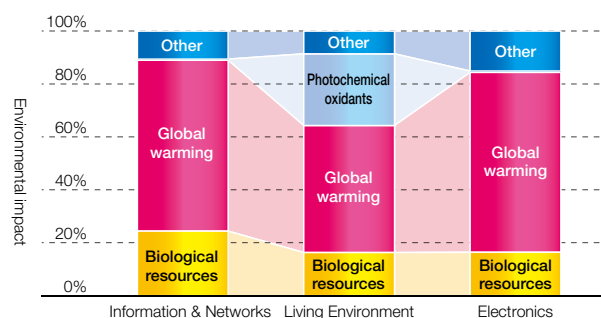 100%
80%
60%
40%
20%
0%
Environmental impact
Other
Global
warming
Biological
resources
Other
Photochemical
oxidants
Global
warming
Biological
resources
Other
Global
warming
Biological
resources
Information & Networks
Living Environment
Electronics